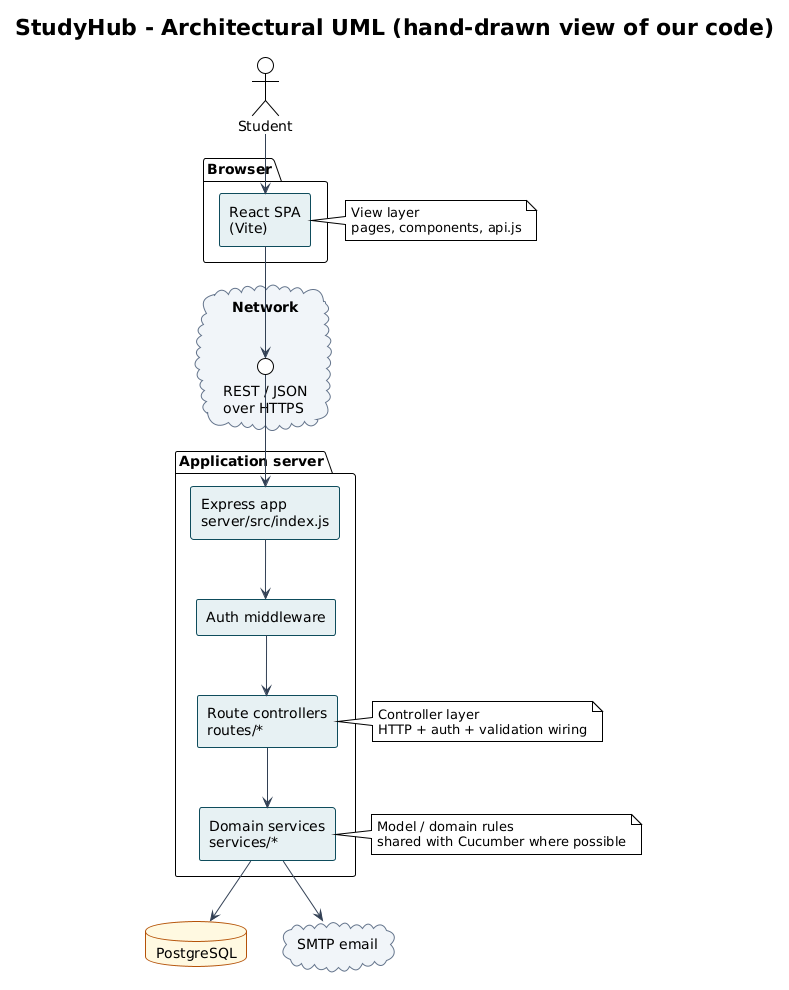 StudyHub - Architectural UML (hand-drawn view of our code)
Student
Browser
React SPA
(Vite)
View layer
pages, components, api.js
Network
REST / JSON
over HTTPS
Application server
Express app
server/src/index.js
Auth middleware
Route controllers
routes/*
Controller layer
HTTP + auth + validation wiring
Domain services
services/*
Model / domain rules
shared with Cucumber where possible
PostgreSQL
SMTP email